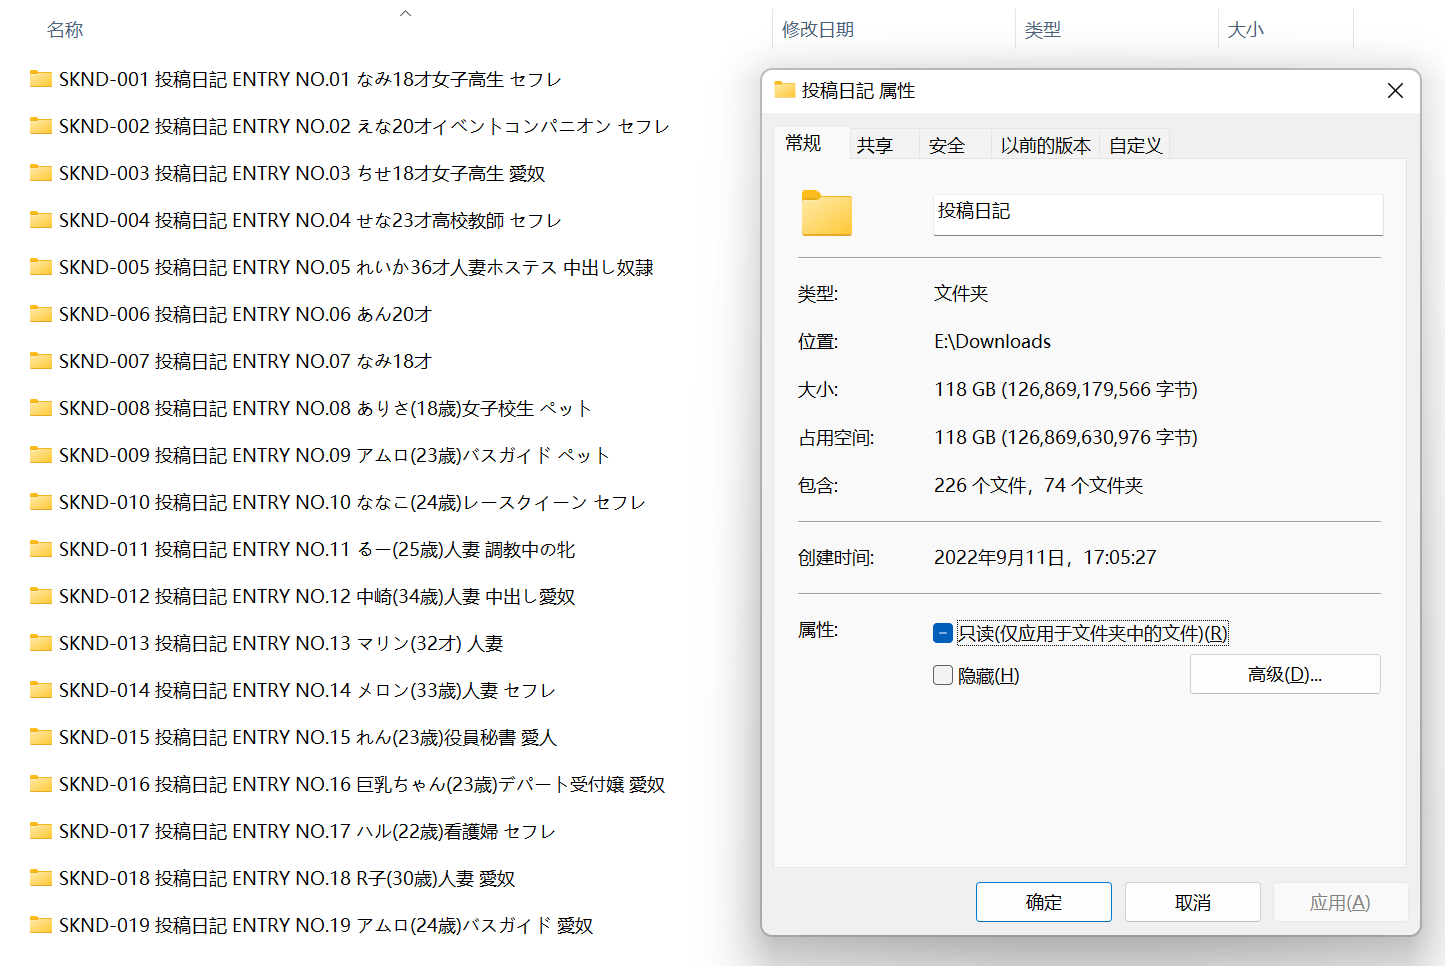 名称
修改日期
类型
大小
SKND-001 投稿日記 ENTRY NO.01 なみ18才女子高生 セフレ
SKND-002 投稿日記 ENTRY NO.02 えな20才イベントコンパニオン セフレ
SKND-003 投稿日記 ENTRY NO.03 ちせ18才女子高生 愛奴
SKND-004 投稿日記 ENTRY NO.04 せな23才高校教師 セフレ
SKND-005 投稿日記 ENTRY NO.05 れいか36才人妻ホステス 中出し奴隷
SKND-006 投稿日記 ENTRY NO.06 あん20才
SKND-007 投稿日記 ENTRY NO.07 なみ18才
SKND-008 投稿日記 ENTRY NO.08 ありさ(18歳)女子校生 ペット
SKND-009 投稿日記 ENTRY NO.09 アムロ(23歳)バスガイド ペット
SKND-010 投稿日記 ENTRY NO.10 ななこ(24歳)レースクイーン セフレ
SKND-011 投稿日記 ENTRY NO.11 るー(25歳)人妻 調教中の牝
SKND-012 投稿日記 ENTRY NO.12 中崎(34歳)人妻 中出し愛奴
SKND-013 投稿日記 ENTRY NO.13 マリン(32才) 人妻
SKND-014 投稿日記 ENTRY NO.14 メロン(33歳)人妻 セフレ
SKND-015 投稿日記 ENTRY NO.15 れん(23歳)役員秘書 愛人
SKND-016 投稿日記 ENTRY NO.16 巨乳ちゃん(23歳)デパート受付嬢 愛奴
SKND-017 投稿日記 ENTRY NO.17 ハル(22歳)看護婦 セフレ
SKND-018 投稿日記 ENTRY NO.18 R子(30歳)人妻 愛奴
SKND-019 投稿日記 ENTRY NO.19 アムロ(24歳)バスガイド 愛奴
投稿日記 属性
常规
共享
安全
以前的版本
自定义
投稿日記
类型: 文件夹
位置: E:\Downloads
大小: 118 GB (126,869,179,566 字节)
占用空间: 118 GB (126,869,630,976 字节)
包含: 226 个文件，74 个文件夹
创建时间: 2022年9月11日，17:05:27
属性: 只读(仅应用于文件夹中的文件)(R)
隐藏(H)
高级(D)...
确定
取消
应用(A)